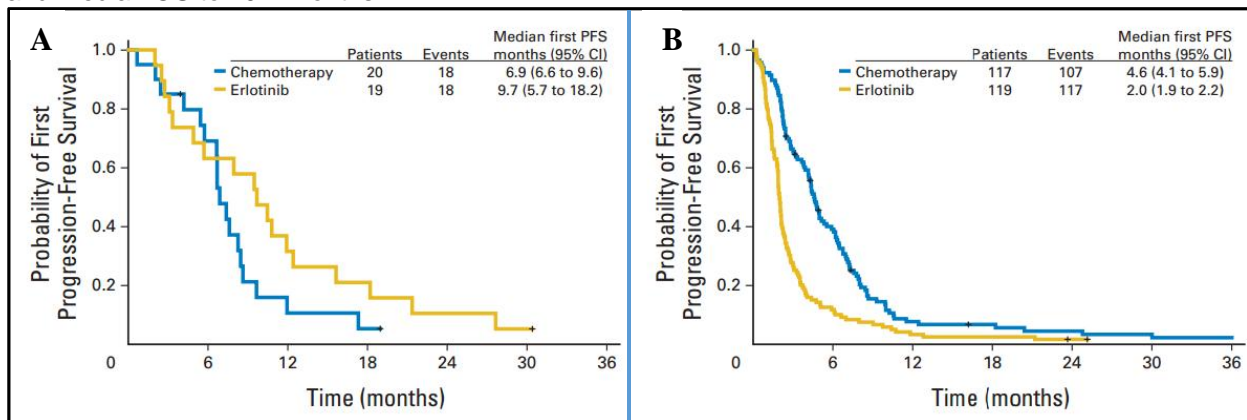 A
Median first PFS
Patients Events months (95% CI)
Chemotherapy 20 18 6.9 (6.6 to 9.6)
Erlotinib 19 18 9.7 (5.7 to 18.2)
Probability of First
Progression-Free Survival
1.0
0.8
0.6
0.4
0.2
0 6 12 18 24 30 36
Time (months)
B
Median first PFS
Patients Events months (95% CI)
Chemotherapy 117 107 4.6 (4.1 to 5.9)
Erlotinib 119 117 2.0 (1.9 to 2.2)
Probability of First
Progression-Free Survival
1.0
0.8
0.6
0.4
0.2
0 6 12 18 24 30 36
Time (months)